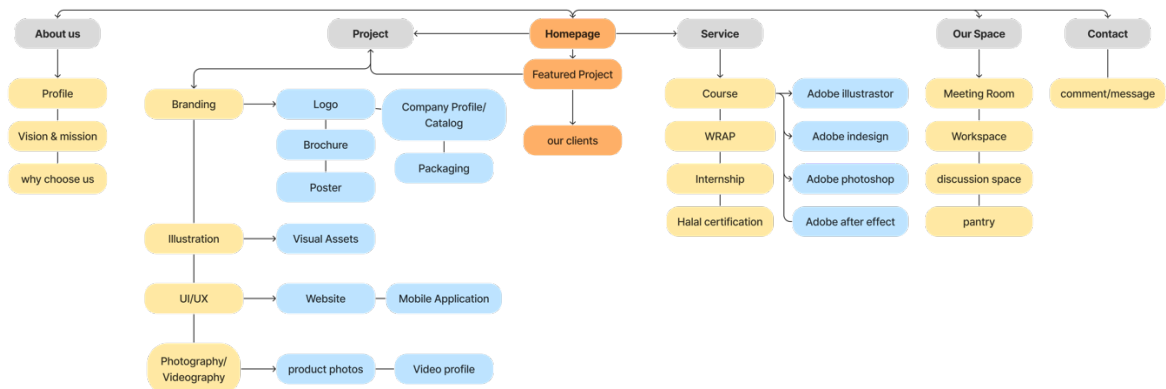 About us
Project
Homepage
Service
Our Space
Contact
Featured Project
our clients
Profile
Vision & mission
why choose us
Branding
Logo
Company Profile/
Catalog
Brochure
Packaging
Poster
Illustration
Visual Assets
UI/UX
Website
Mobile Application
Photography/
Videography
product photos
Video profile
Course
WRAP
Internship
Halal certification
Adobe illustrastor
Adobe indesign
Adobe photoshop
Adobe after effect
Meeting Room
Workspace
discussion space
pantry
comment/message